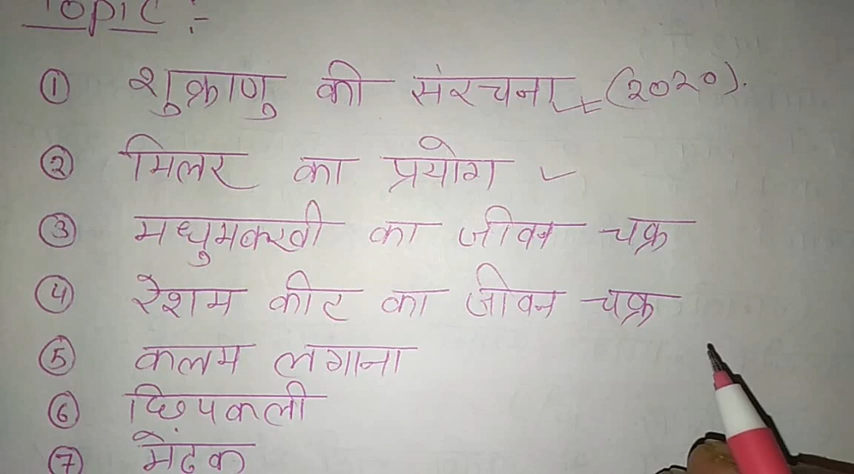 Topic :-
① शुक्राणु की संरचना (2020).
② मिलर का प्रयोग ✓
③ मधुमक्खी का जीवन चक्र
④ रेशम कीट का जीवन चक्र
⑤ कलम लगाना
⑥ छिपकली
⑦ मेंढक